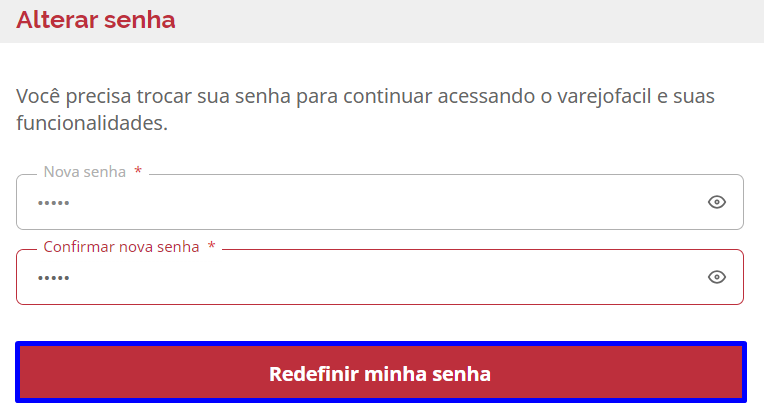 Alterar senha
Você precisa trocar sua senha para continuar acessando o varejofacil e suas
funcionalidades.
Nova senha *
•••••
Confirmar nova senha *
•••••
Redefinir minha senha